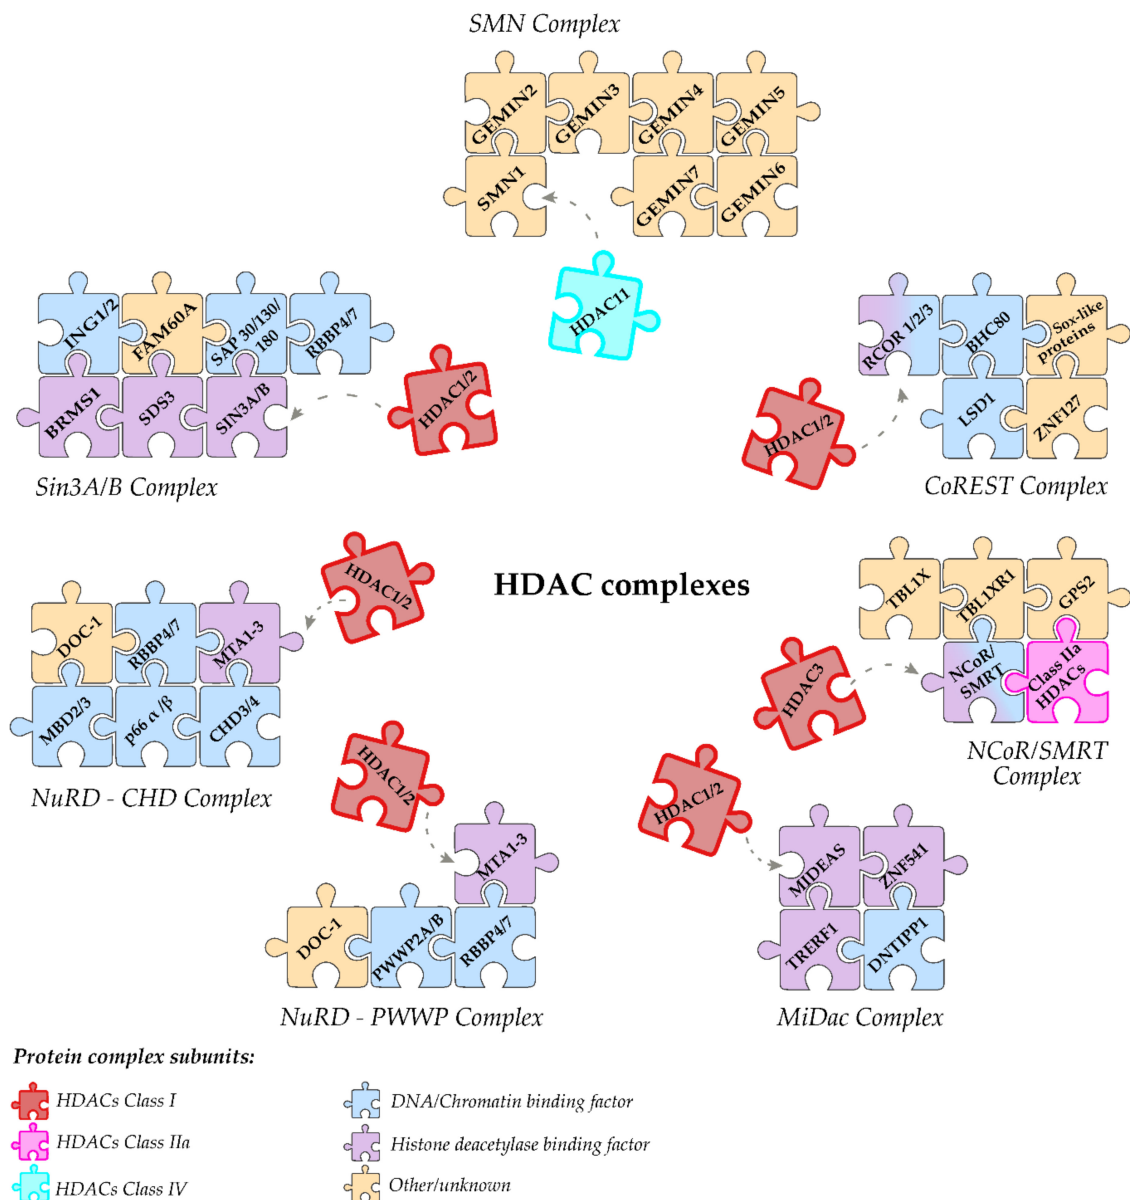 SMN Complex
GEMIN2
GEMIN3
GEMIN4
GEMIN5
SMN1
GEMIN7
GEMIN6
HDAC11
ING1/2
FAM60A
SAP 30/130/
180
RBBP4/7
BRMS1
SDS3
SIN3A/B
HDAC1/2
Sin3A/B Complex
RCOR 1/2/3
BHC80
Sox-like
proteins
LSD1
ZNF127
HDAC1/2
CoREST Complex
HDAC complexes
HDAC1/2
DOC-1
RBBP4/7
MTA1-3
MBD2/3
p66 α/β
CHD3/4
NuRD - CHD Complex
TBL1X
TBL1XR1
GPS2
NCoR/
SMRT
Class IIa
HDACs
HDAC3
NCoR/SMRT
Complex
HDAC1/2
MTA1-3
DOC-1
PWWP2A/B
RBBP4/7
NuRD - PWWP Complex
HDAC1/2
MIDEAS
ZNF541
TRERF1
DNTIPP1
MiDac Complex
Protein complex subunits:
HDACs Class I
HDACs Class IIa
HDACs Class IV
DNA/Chromatin binding factor
Histone deacetylase binding factor
Other/unknown